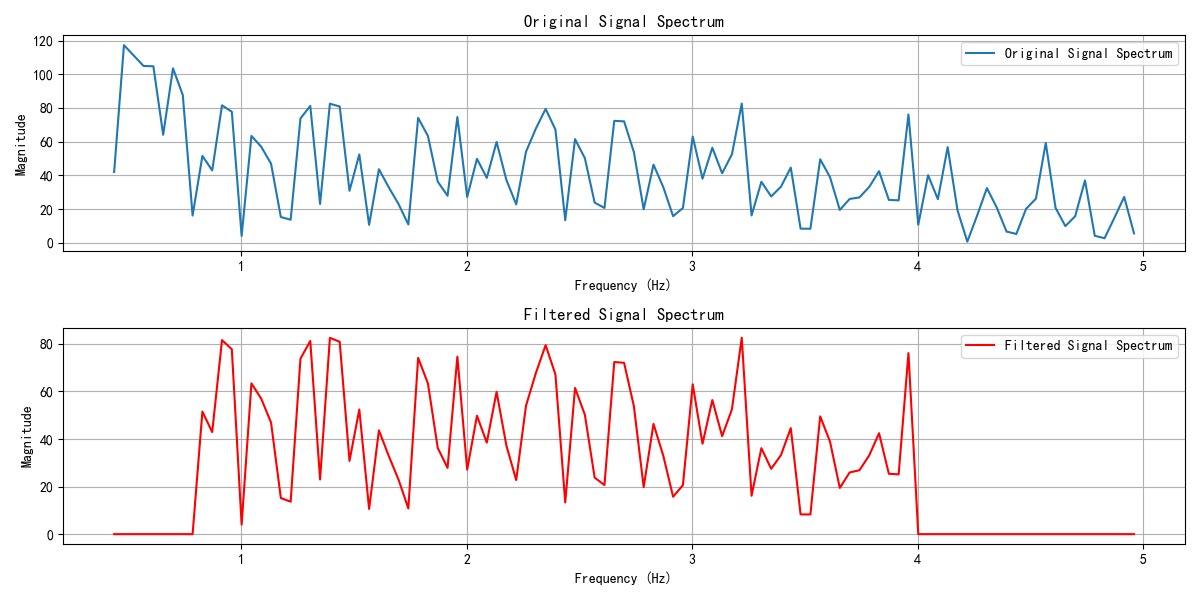 Original Signal Spectrum
120
100
80
60
40
20
0
Magnitude
Original Signal Spectrum
1
2
3
4
5
Frequency (Hz)
Filtered Signal Spectrum
80
60
40
20
0
Magnitude
Filtered Signal Spectrum
1
2
3
4
5
Frequency (Hz)